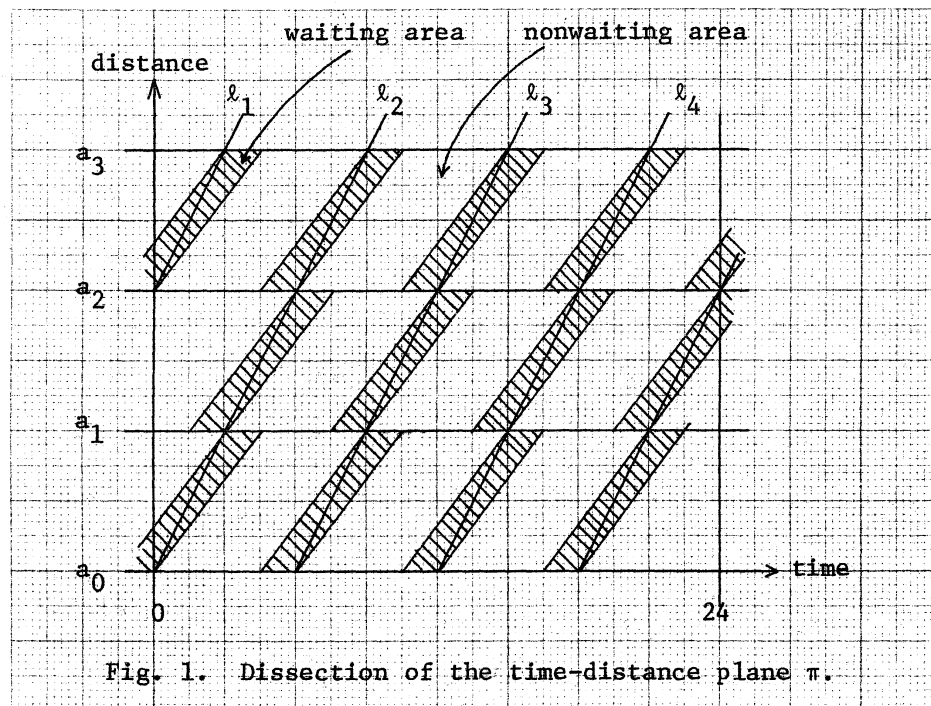 waiting area nonwaiting area
distance
ℓ1 ℓ2 ℓ3 ℓ4
a3
a2
a1
a0 time
0 24
Fig. 1. Dissection of the time-distance plane π.